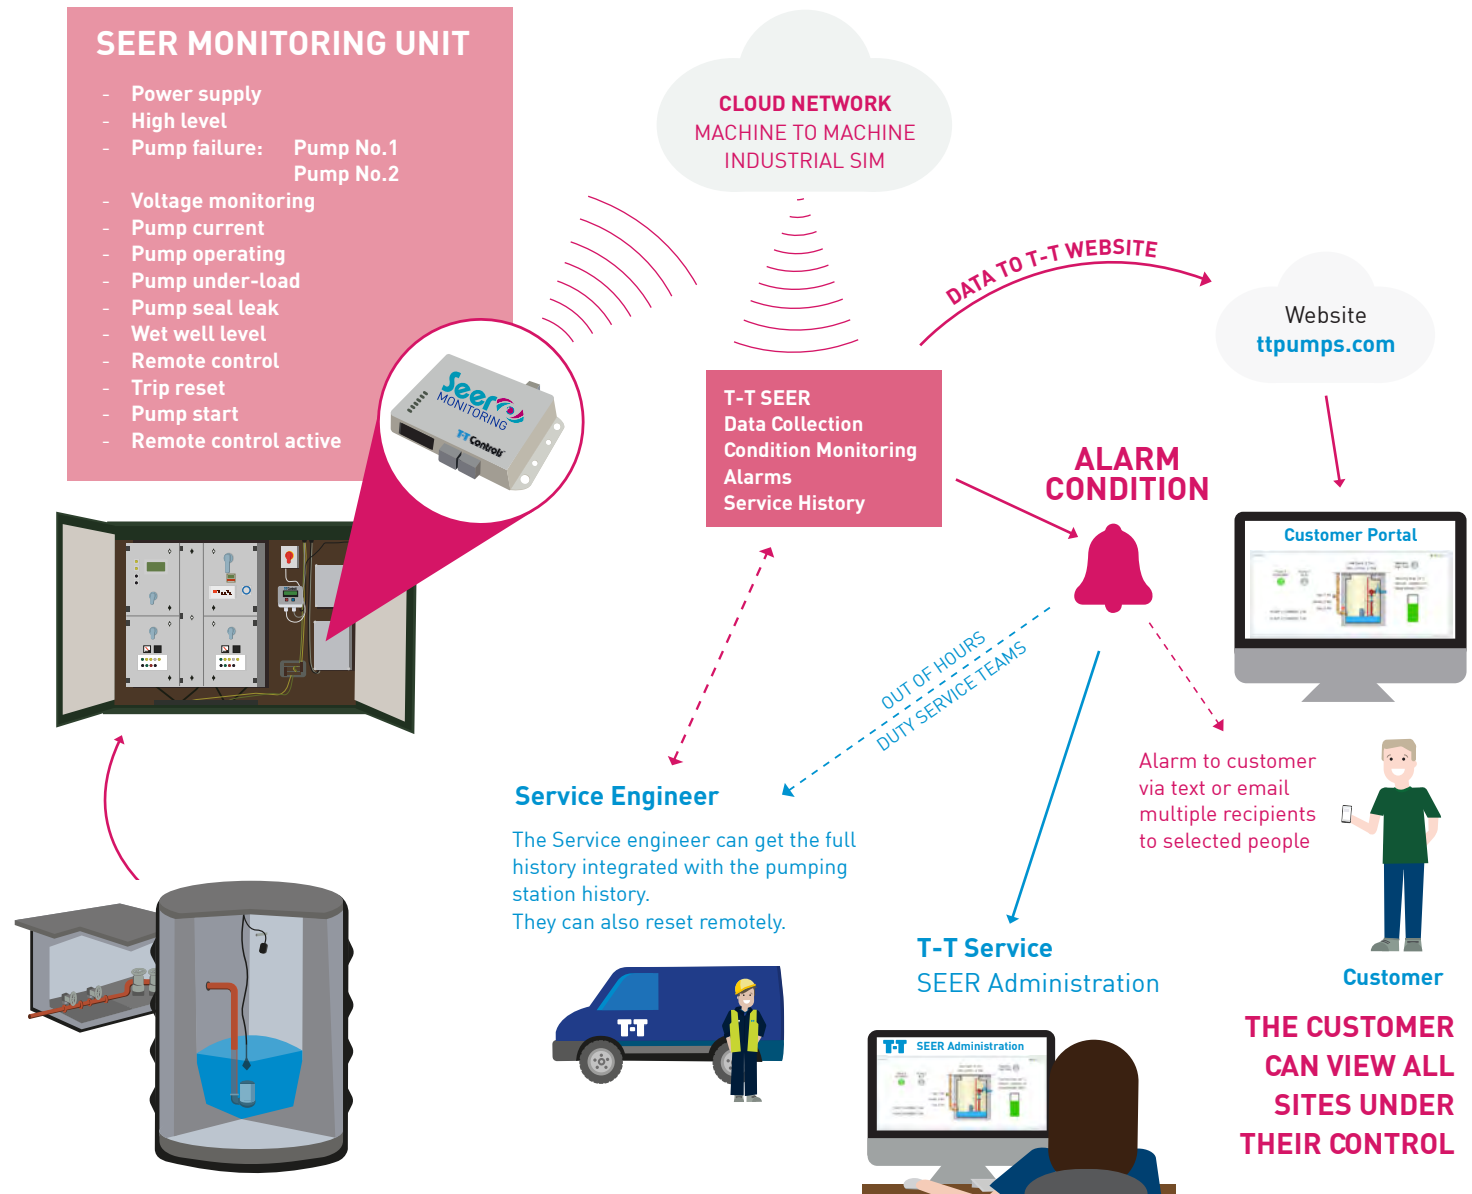 SEER MONITORING UNIT
- Power supply
- High level
- Pump failure: Pump No.1
Pump No.2
- Voltage monitoring
- Pump current
- Pump operating
- Pump under-load
- Pump seal leak
- Wet well level
- Remote control
- Trip reset
- Pump start
- Remote control active
Seer
MONITORING
T-T Controls
CLOUD NETWORK
MACHINE TO MACHINE
INDUSTRIAL SIM
DATA TO T-T WEBSITE
Website
ttpumps.com
T-T SEER
Data Collection
Condition Monitoring
Alarms
Service History
ALARM
CONDITION
Customer Portal
OUT OF HOURS
DUTY SERVICE TEAMS
Service Engineer
The Service engineer can get the full
history integrated with the pumping
station history.
They can also reset remotely.
T-T
Alarm to customer
via text or email
multiple recipients
to selected people
Customer
T-T Service
SEER Administration
T-T SEER Administration
THE CUSTOMER
CAN VIEW ALL
SITES UNDER
THEIR CONTROL